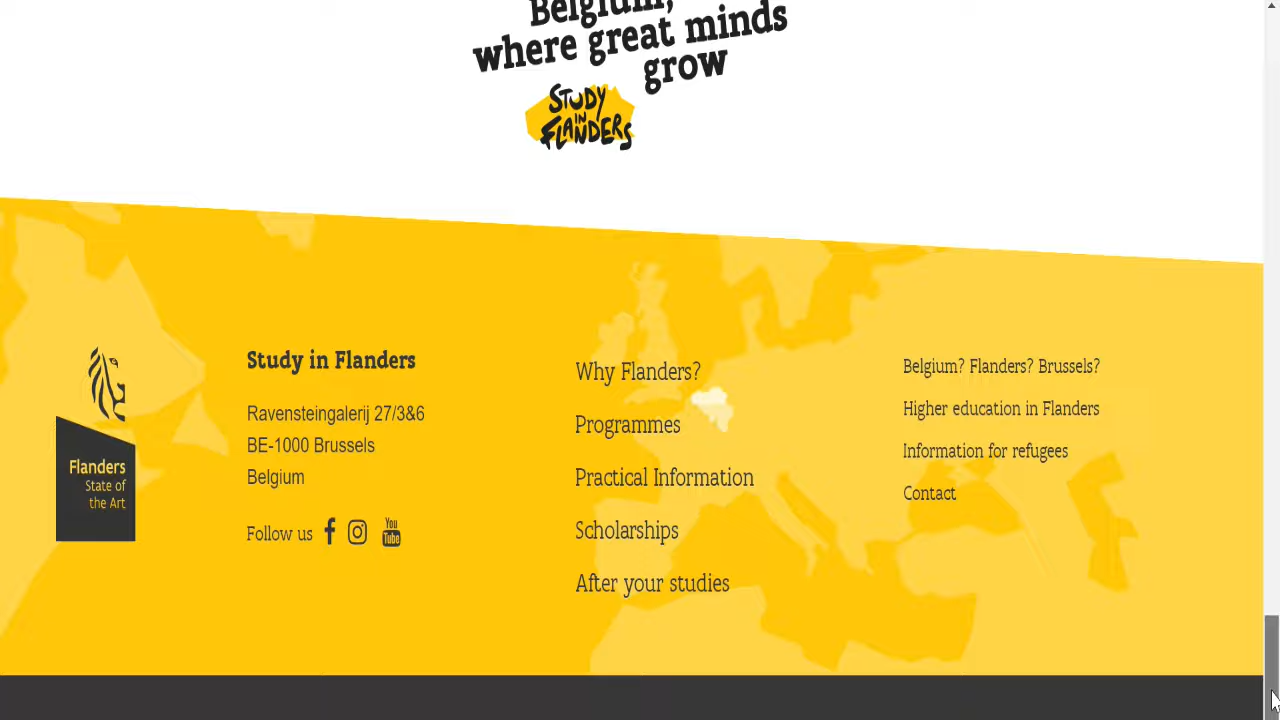 Belgium,
where great minds
grow
STUDY
IN
FLANDERS
Study in Flanders
Ravensteingalerij 27/3&6
BE-1000 Brussels
Belgium
Follow us
You
Tube
Flanders
State of
the Art
Why Flanders?
Programmes
Practical Information
Scholarships
After your studies
Belgium? Flanders? Brussels?
Higher education in Flanders
Information for refugees
Contact